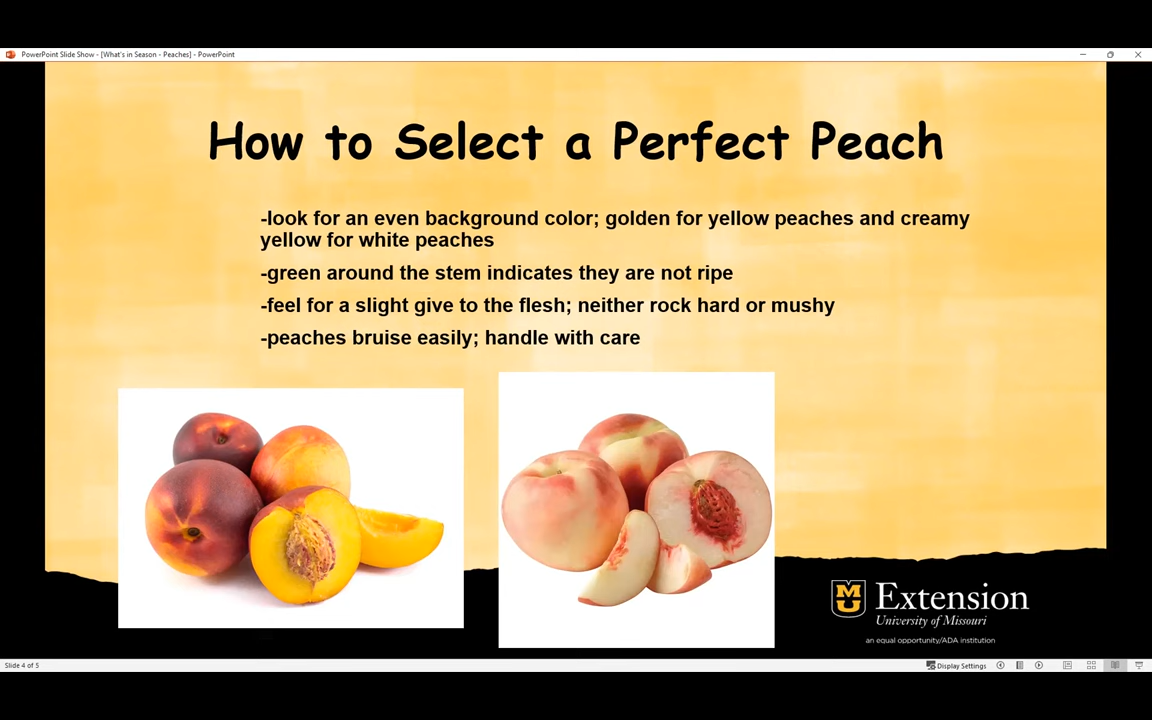 PowerPoint Slide Show - [What's in Season - Peaches] - PowerPoint
How to Select a Perfect Peach
-look for an even background color; golden for yellow peaches and creamy
yellow for white peaches
-green around the stem indicates they are not ripe
-feel for a slight give to the flesh; neither rock hard or mushy
-peaches bruise easily; handle with care
MU
Extension
University of Missouri
an equal opportunity/ADA institution
Slide 4 of 5
Display Settings